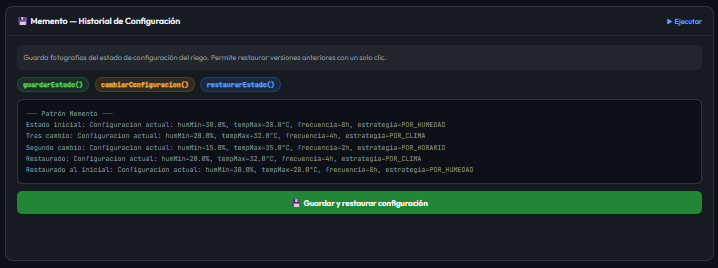 💾 Memento — Historial de Configuración
▶ Ejecutar
Guarda fotografías del estado de configuración del riego. Permite restaurar versiones anteriores con un solo clic.
guardarEstado() cambiarConfiguracion() restaurarEstado()
--- Patrón Memento ---
Estado inicial: Configuracion actual: humMin=30.0%, tempMax=28.0°C, frecuencia=8h, estrategia=POR_HUMEDAD
Tras cambio: Configuracion actual: humMin=20.0%, tempMax=32.0°C, frecuencia=4h, estrategia=POR_CLIMA
Segundo cambio: Configuracion actual: humMin=15.0%, tempMax=35.0°C, frecuencia=2h, estrategia=POR_HORARIO
Restaurado: Configuracion actual: humMin=20.0%, tempMax=32.0°C, frecuencia=4h, estrategia=POR_CLIMA
Restaurado al inicial: Configuracion actual: humMin=30.0%, tempMax=28.0°C, frecuencia=8h, estrategia=POR_HUMEDAD
💾 Guardar y restaurar configuración